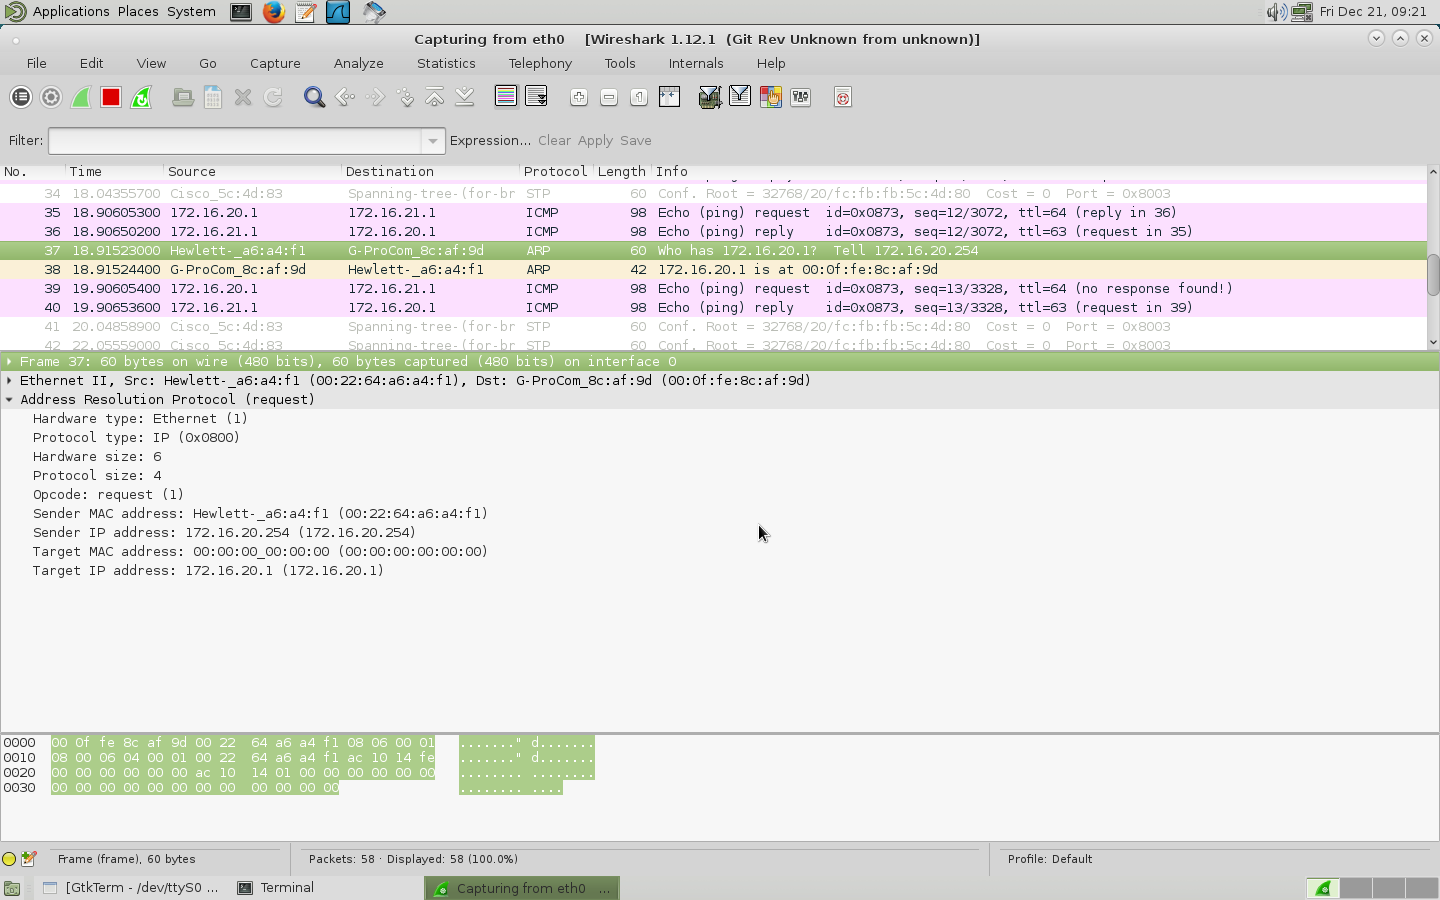 Applications Places System Fri Dec 21, 09:21
Capturing from eth0 [Wireshark 1.12.1 (Git Rev Unknown from unknown)]
File Edit View Go Capture Analyze Statistics Telephony Tools Internals Help
Filter: Expression... Clear Apply Save
No. Time Source Destination Protocol Length Info
34 18.04355700 Cisco_5c:4d:83 Spanning-tree-(for-br STP 60 Conf. Root = 32768/20/fc:fb:fb:5c:4d:80 Cost = 0 Port = 0x8003
35 18.90605300 172.16.20.1 172.16.21.1 ICMP 98 Echo (ping) request id=0x0873, seq=12/3072, ttl=64 (reply in 36)
36 18.90650200 172.16.21.1 172.16.20.1 ICMP 98 Echo (ping) reply id=0x0873, seq=12/3072, ttl=63 (request in 35)
37 18.91523000 Hewlett-_a6:a4:f1 G-ProCom_8c:af:9d ARP 60 Who has 172.16.20.1? Tell 172.16.20.254
38 18.91524400 G-ProCom_8c:af:9d Hewlett-_a6:a4:f1 ARP 42 172.16.20.1 is at 00:0f:fe:8c:af:9d
39 19.90605400 172.16.20.1 172.16.21.1 ICMP 98 Echo (ping) request id=0x0873, seq=13/3328, ttl=64 (no response found!)
40 19.90653600 172.16.21.1 172.16.20.1 ICMP 98 Echo (ping) reply id=0x0873, seq=13/3328, ttl=63 (request in 39)
41 20.04858900 Cisco_5c:4d:83 Spanning-tree-(for-br STP 60 Conf. Root = 32768/20/fc:fb:fb:5c:4d:80 Cost = 0 Port = 0x8003
42 22.05559000 Cisco_5c:4d:83 Spanning-tree-(for-br STP 60 Conf. Root = 32768/20/fc:fb:fb:5c:4d:80 Cost = 0 Port = 0x8003
Frame 37: 60 bytes on wire (480 bits), 60 bytes captured (480 bits) on interface 0
Ethernet II, Src: Hewlett-_a6:a4:f1 (00:22:64:a6:a4:f1), Dst: G-ProCom_8c:af:9d (00:0f:fe:8c:af:9d)
Address Resolution Protocol (request)
Hardware type: Ethernet (1)
Protocol type: IP (0x0800)
Hardware size: 6
Protocol size: 4
Opcode: request (1)
Sender MAC address: Hewlett-_a6:a4:f1 (00:22:64:a6:a4:f1)
Sender IP address: 172.16.20.254 (172.16.20.254)
Target MAC address: 00:00:00_00:00:00 (00:00:00:00:00:00)
Target IP address: 172.16.20.1 (172.16.20.1)
0000 00 0f fe 8c af 9d 00 22 64 a6 a4 f1 08 06 00 01 ......." d.......
0010 08 00 06 04 00 01 00 22 64 a6 a4 f1 ac 10 14 fe ......." d.......
0020 00 00 00 00 00 00 ac 10 14 01 00 00 00 00 00 00 ........ ........
0030 00 00 00 00 00 00 00 00 00 00 00 00 ........ ....
Frame (frame), 60 bytes Packets: 58 · Displayed: 58 (100.0%) Profile: Default
[GtkTerm - /dev/ttyS0 ... Terminal Capturing from eth0 ...